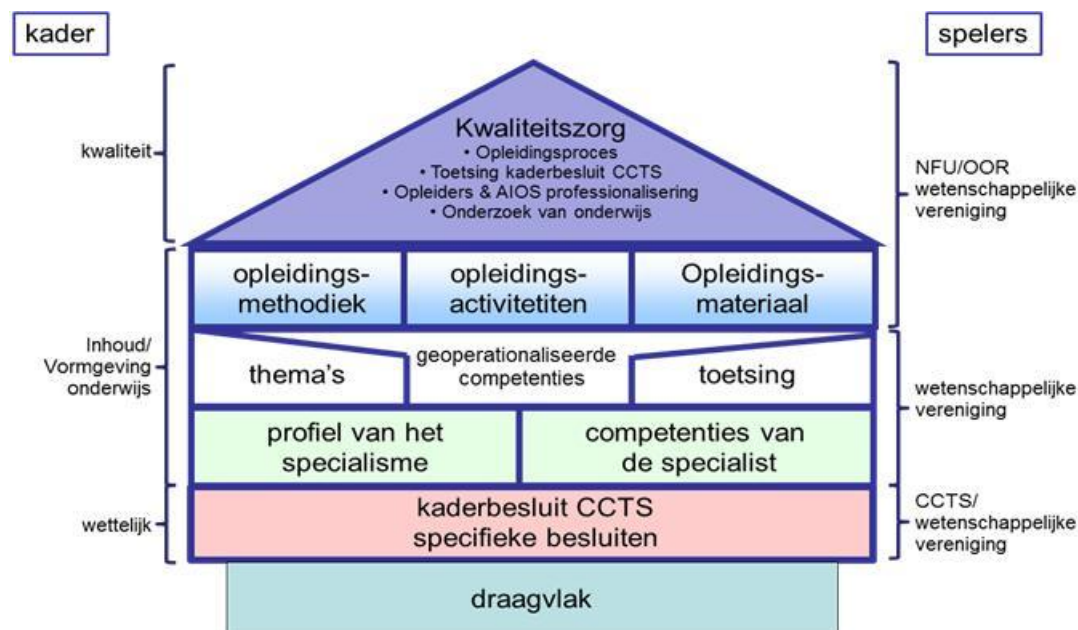 kader
spelers
kwaliteit
Kwaliteitszorg
• Opleidingsproces
• Toetsing kaderbesluit CCTS
• Opleiders & AIOS professionalisering
• Onderzoek van onderwijs
NFU/OOR
wetenschappelijke
vereniging
opleidings-
methodiek
opleidings-
activitetiten
Opleidings-
materiaal
Inhoud/
Vormgeving
onderwijs
thema's
geoperationaliseerde
competenties
toetsing
wetenschappelijke
vereniging
profiel van het
specialisme
competenties van
de specialist
wettelijk
kaderbesluit CCTS
specifieke besluiten
CCTS/
wetenschappelijke
vereniging
draagvlak